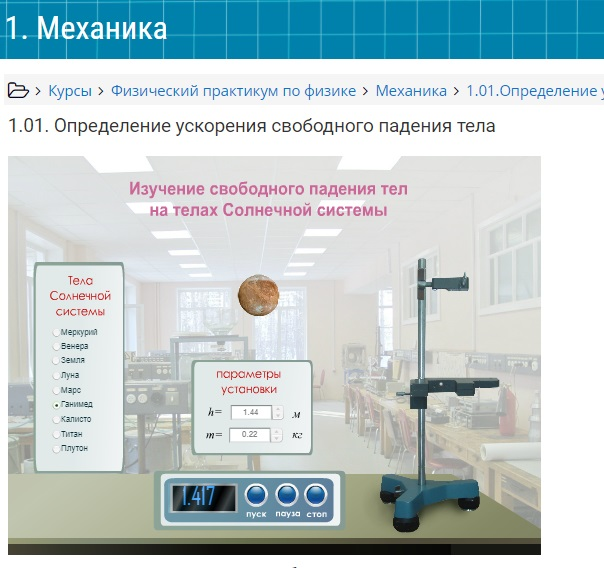 1. Механика
Курсы > Физический практикум по физике > Механика > 1.01.Определение
1.01. Определение ускорения свободного падения тела
Изучение свободного падения тел
на телах Солнечной системы
Тела
Солнечной
системы
Меркурий
Венера
Земля
Луна
Марс
Ганимед
Калисто
Титан
Плутон
параметры
установки
h= 1.44 м
m= 0.22 кг
1.417
пуск пауза стоп